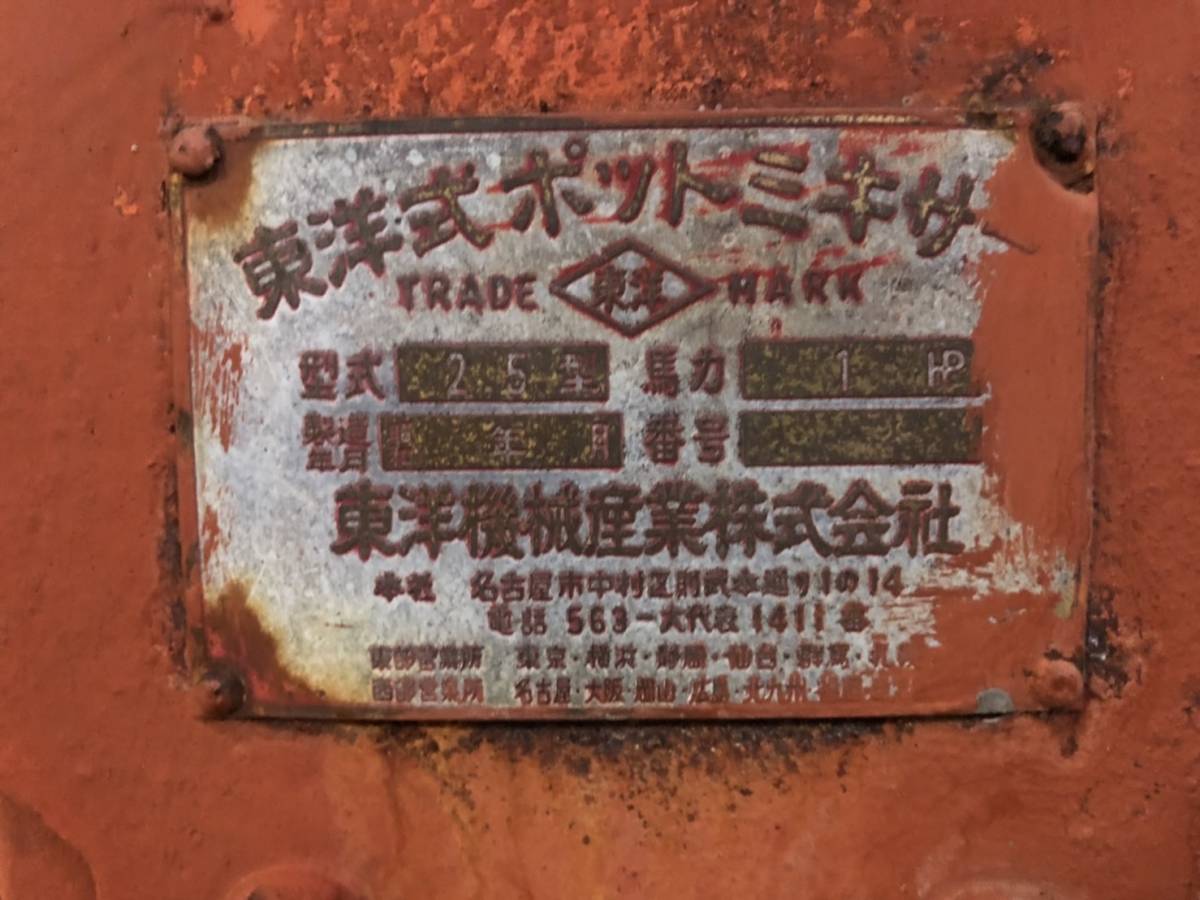 東洋式ポットミキサ
TRADE 東洋 MARK
型式 25型 馬力 1 HP
製造年月 年 月 番号
東洋機械産業株式会社
本社 名古屋市中村区則武本通り1の14
電話 563-大代表 1411番
東部営業所 東京・横浜・静岡・仙台・群馬・札
西部営業所 名古屋・大阪・岡山・広島・北九州